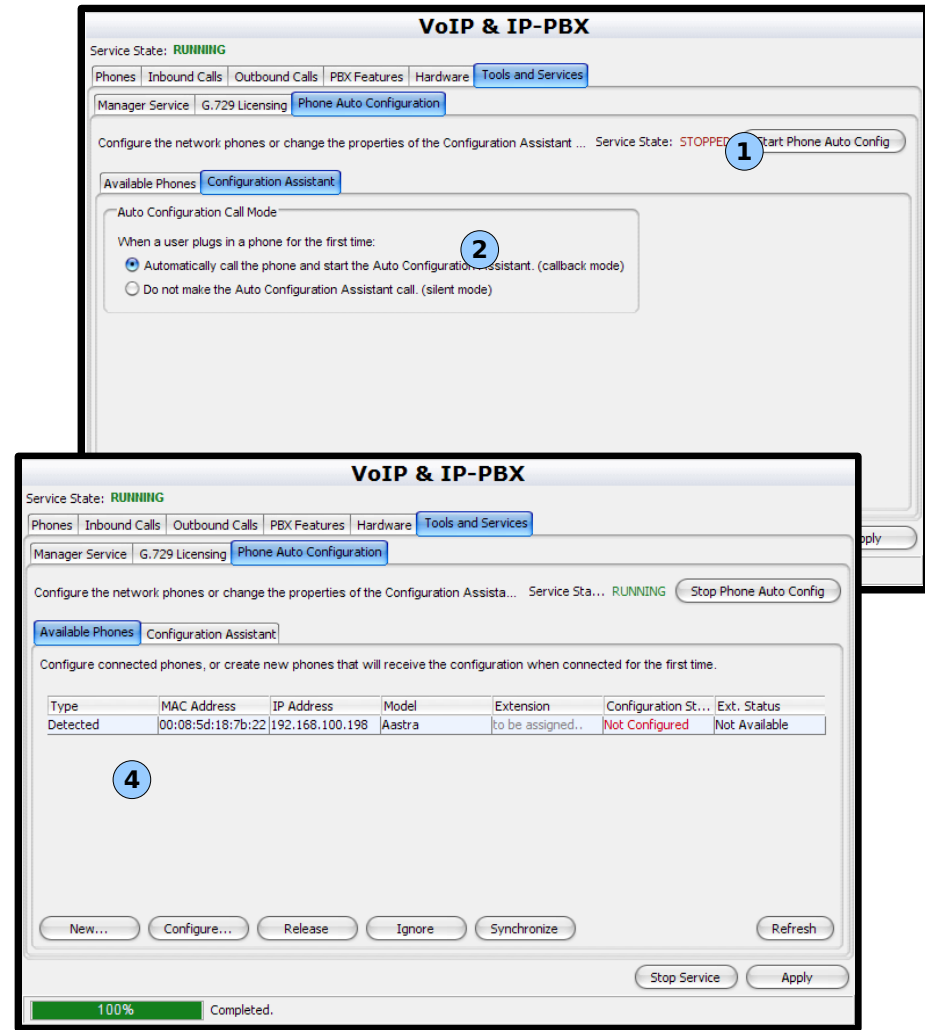 VoIP & IP-PBX
Service State: RUNNING
Phones Inbound Calls Outbound Calls PBX Features Hardware Tools and Services
Manager Service G.729 Licensing Phone Auto Configuration
Configure the network phones or change the properties of the Configuration Assistant ... Service State: STOPPED Start Phone Auto Config
1
Available Phones Configuration Assistant
Auto Configuration Call Mode
When a user plugs in a phone for the first time:
2
Automatically call the phone and start the Auto Configuration Assistant. (callback mode)
Do not make the Auto Configuration Assistant call. (silent mode)
VoIP & IP-PBX
Service State: RUNNING
Phones Inbound Calls Outbound Calls PBX Features Hardware Tools and Services
Manager Service G.729 Licensing Phone Auto Configuration
Configure the network phones or change the properties of the Configuration Assista... Service Sta... RUNNING Stop Phone Auto Config
Available Phones Configuration Assistant
Configure connected phones, or create new phones that will receive the configuration when connected for the first time.
Type MAC Address IP Address Model Extension Configuration St... Ext. Status
Detected 00:08:5d:18:7b:22 192.168.100.198 Aastra to be assigned.. Not Configured Not Available
4
New... Configure... Release Ignore Synchronize Refresh
Stop Service Apply
100% Completed.